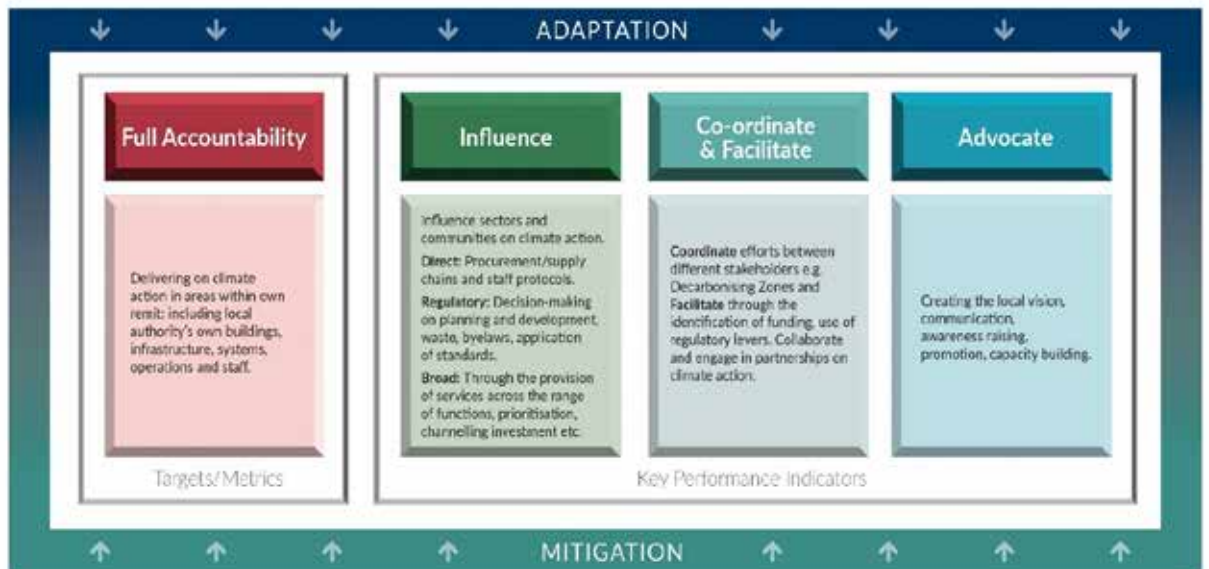 ADAPTATION
Full Accountability
Delivering on climate
action in areas within own
remit: including local
authority's own buildings,
infrastructure, systems,
operations and staff.
Targets/Metrics
Influence
Influence sectors and
communities on climate action.
Direct: Procurement/supply
chains and staff protocols.
Regulatory: Decision-making
on planning and development,
waste, byelaws, application
of standards.
Broad: Through the provision
of services across the range
of functions, prioritisation,
channelling investment etc.
Co-ordinate
& Facilitate
Coordinate efforts between
different stakeholders e.g.
Decarbonising Zones and
Facilitate through the
identification of funding, use of
regulatory levers. Collaborate
and engage in partnerships on
climate action.
Advocate
Creating the local vision,
communication,
awareness raising,
promotion, capacity building.
Key Performance Indicators
MITIGATION